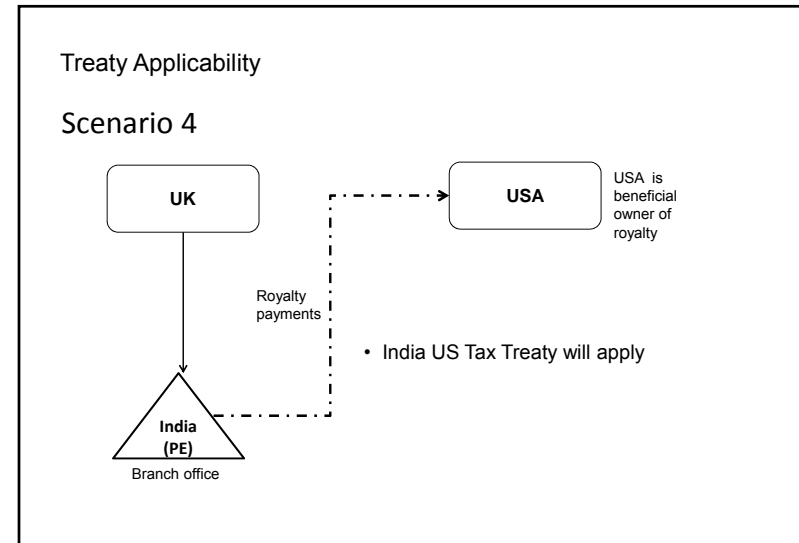 Treaty Applicability
Scenario 4
UK
USA
USA is
beneficial
owner of
royalty
Royalty
payments
• India US Tax Treaty will apply
India
(PE)
Branch office